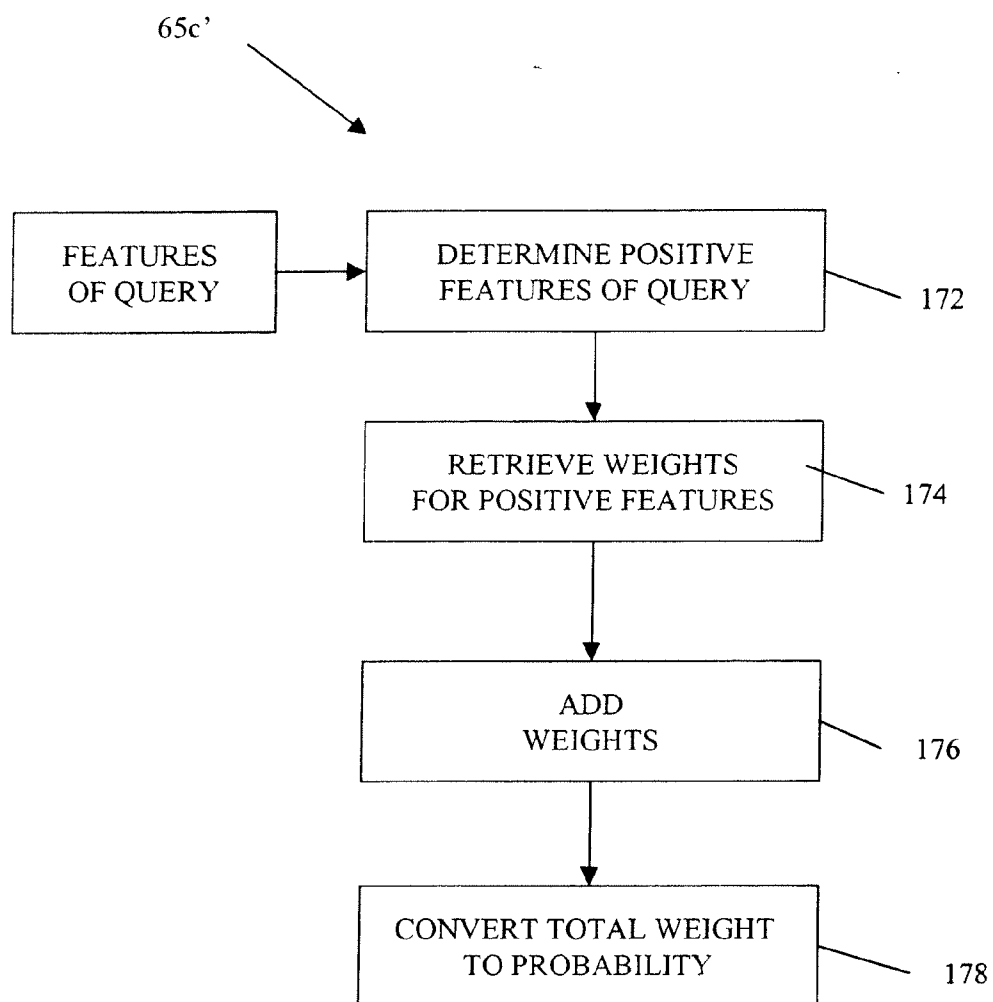 65c’
FEATURES
OF QUERY
DETERMINE POSITIVE
FEATURES OF QUERY
172
RETRIEVE WEIGHTS
FOR POSITIVE FEATURES
174
ADD
WEIGHTS
176
CONVERT TOTAL WEIGHT
TO PROBABILITY
178